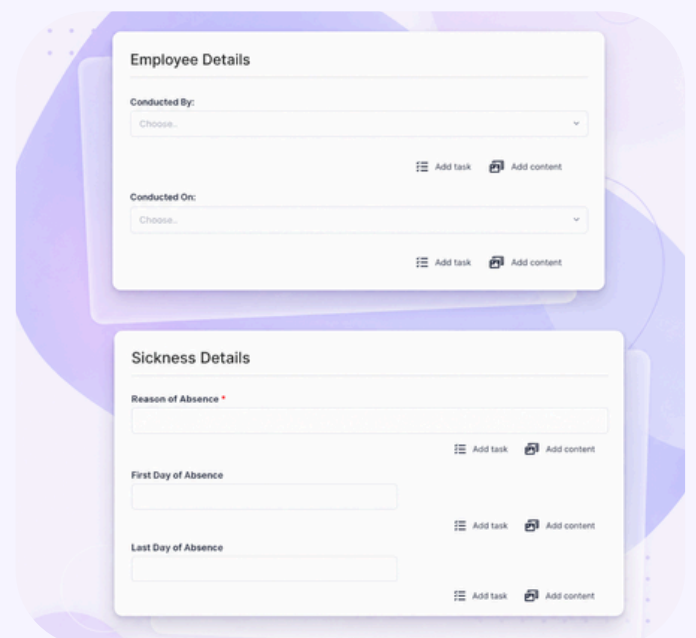 Employee Details
Conducted By:
Choose..
Add task Add content
Conducted On:
Choose..
Add task Add content
Sickness Details
Reason of Absence *
Add task Add content
First Day of Absence
Add task Add content
Last Day of Absence
Add task Add content